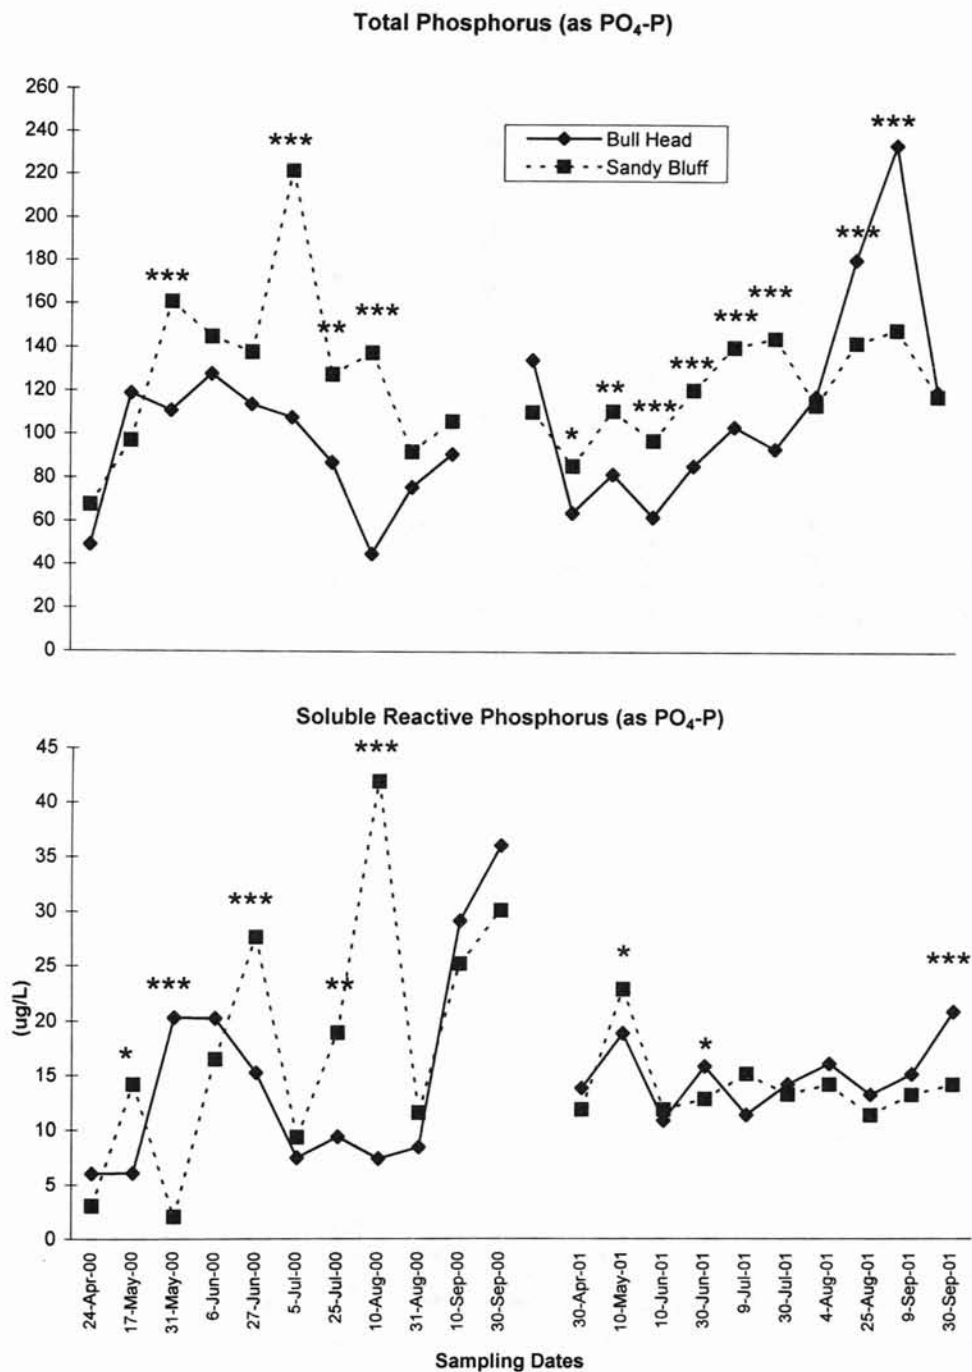 Total Phosphorus (as PO₄-P)
260
240
220
200
180
160
140
120
100
80
60
40
20
0
Bull Head
Sandy Bluff
***
***
**
***
*
**
***
***
***
***
***
***
Soluble Reactive Phosphorus (as PO₄-P)
45
40
35
30
25
20
15
10
5
0
(ug/L)
*
***
***
**
***
*
*
***
24-Apr-00
17-May-00
31-May-00
6-Jun-00
27-Jun-00
5-Jul-00
25-Jul-00
10-Aug-00
31-Aug-00
10-Sep-00
30-Sep-00
30-Apr-01
10-May-01
10-Jun-01
30-Jun-01
9-Jul-01
30-Jul-01
4-Aug-01
25-Aug-01
9-Sep-01
30-Sep-01
Sampling Dates